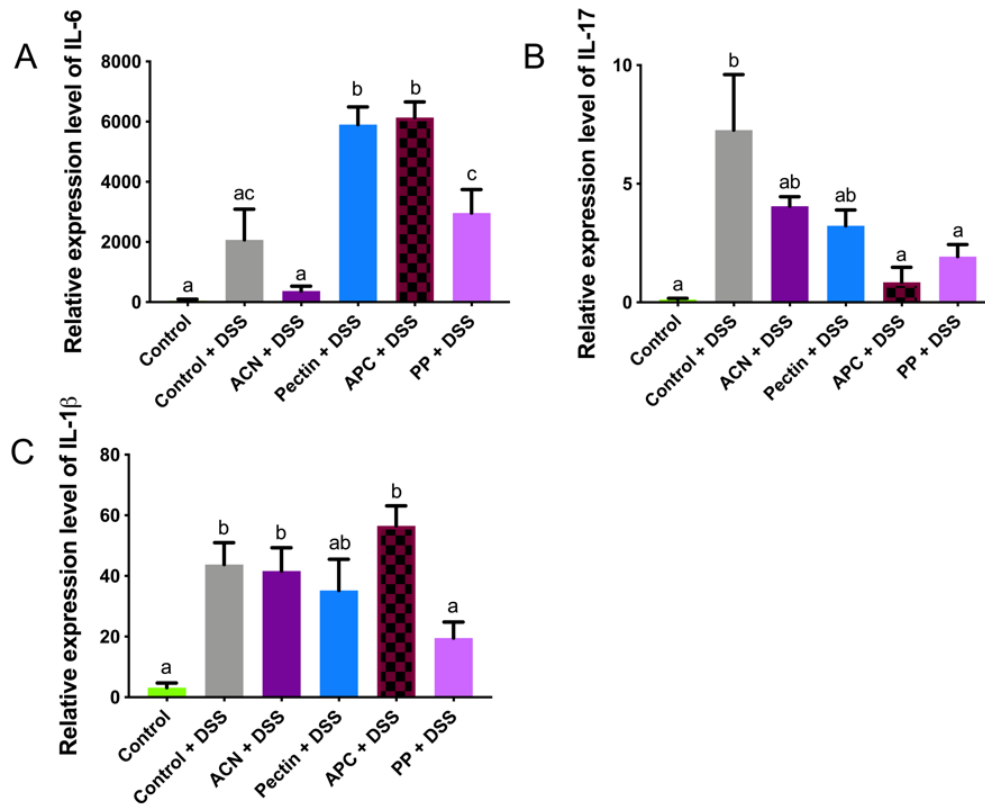 A
Relative expression level of IL-6
8000
6000
4000
2000
0
a
ac
a
b
b
c
Control
Control + DSS
ACN + DSS
Pectin + DSS
APC + DSS
PP + DSS
B
Relative expression level of IL-17
10
5
0
a
b
ab
ab
a
a
Control
Control + DSS
ACN + DSS
Pectin + DSS
APC + DSS
PP + DSS
C
Relative expression level of IL-1β
80
60
40
20
0
a
b
b
ab
b
a
Control
Control + DSS
ACN + DSS
Pectin + DSS
APC + DSS
PP + DSS